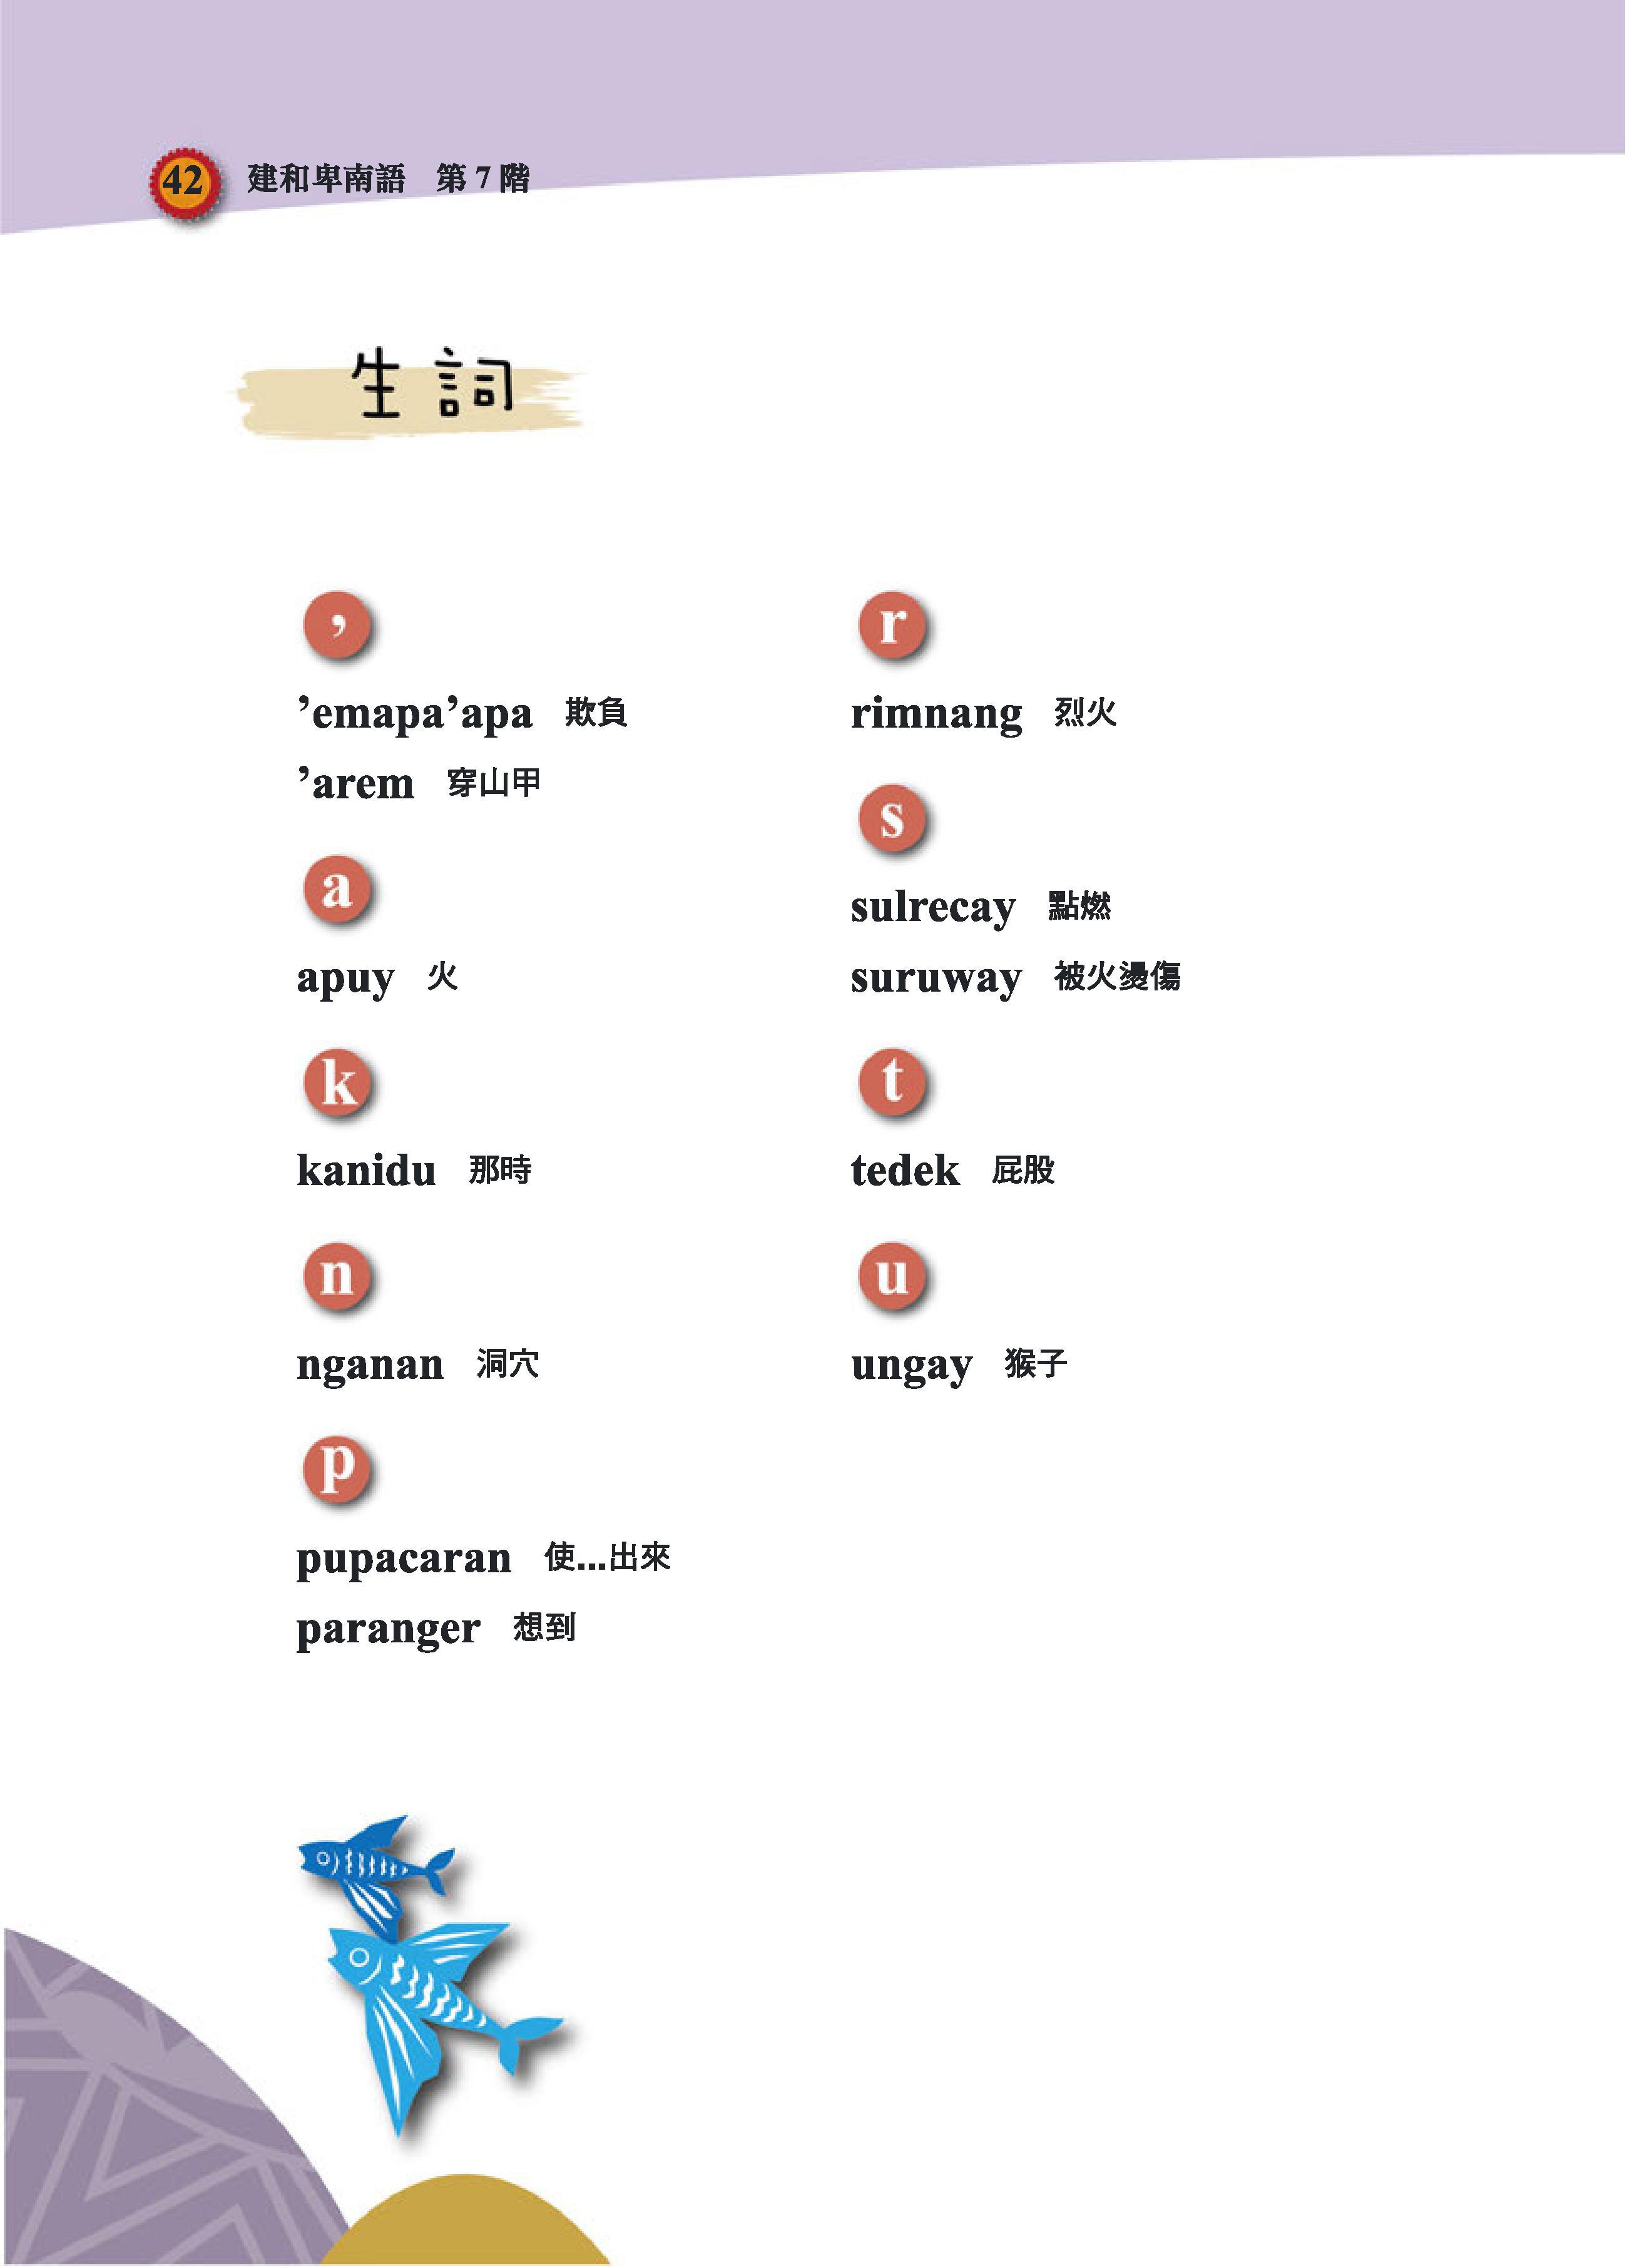 42 建和卑南語 第 7 階
生詞
’
’emapa’apa 欺負
’arem 穿山甲
a
apuy 火
k
kanidu 那時
n
nganan 洞穴
p
pupacaran 使...出來
paranger 想到
r
rimnang 烈火
s
sulrecay 點燃
suruway 被火燙傷
t
tedek 屁股
u
ungay 猴子